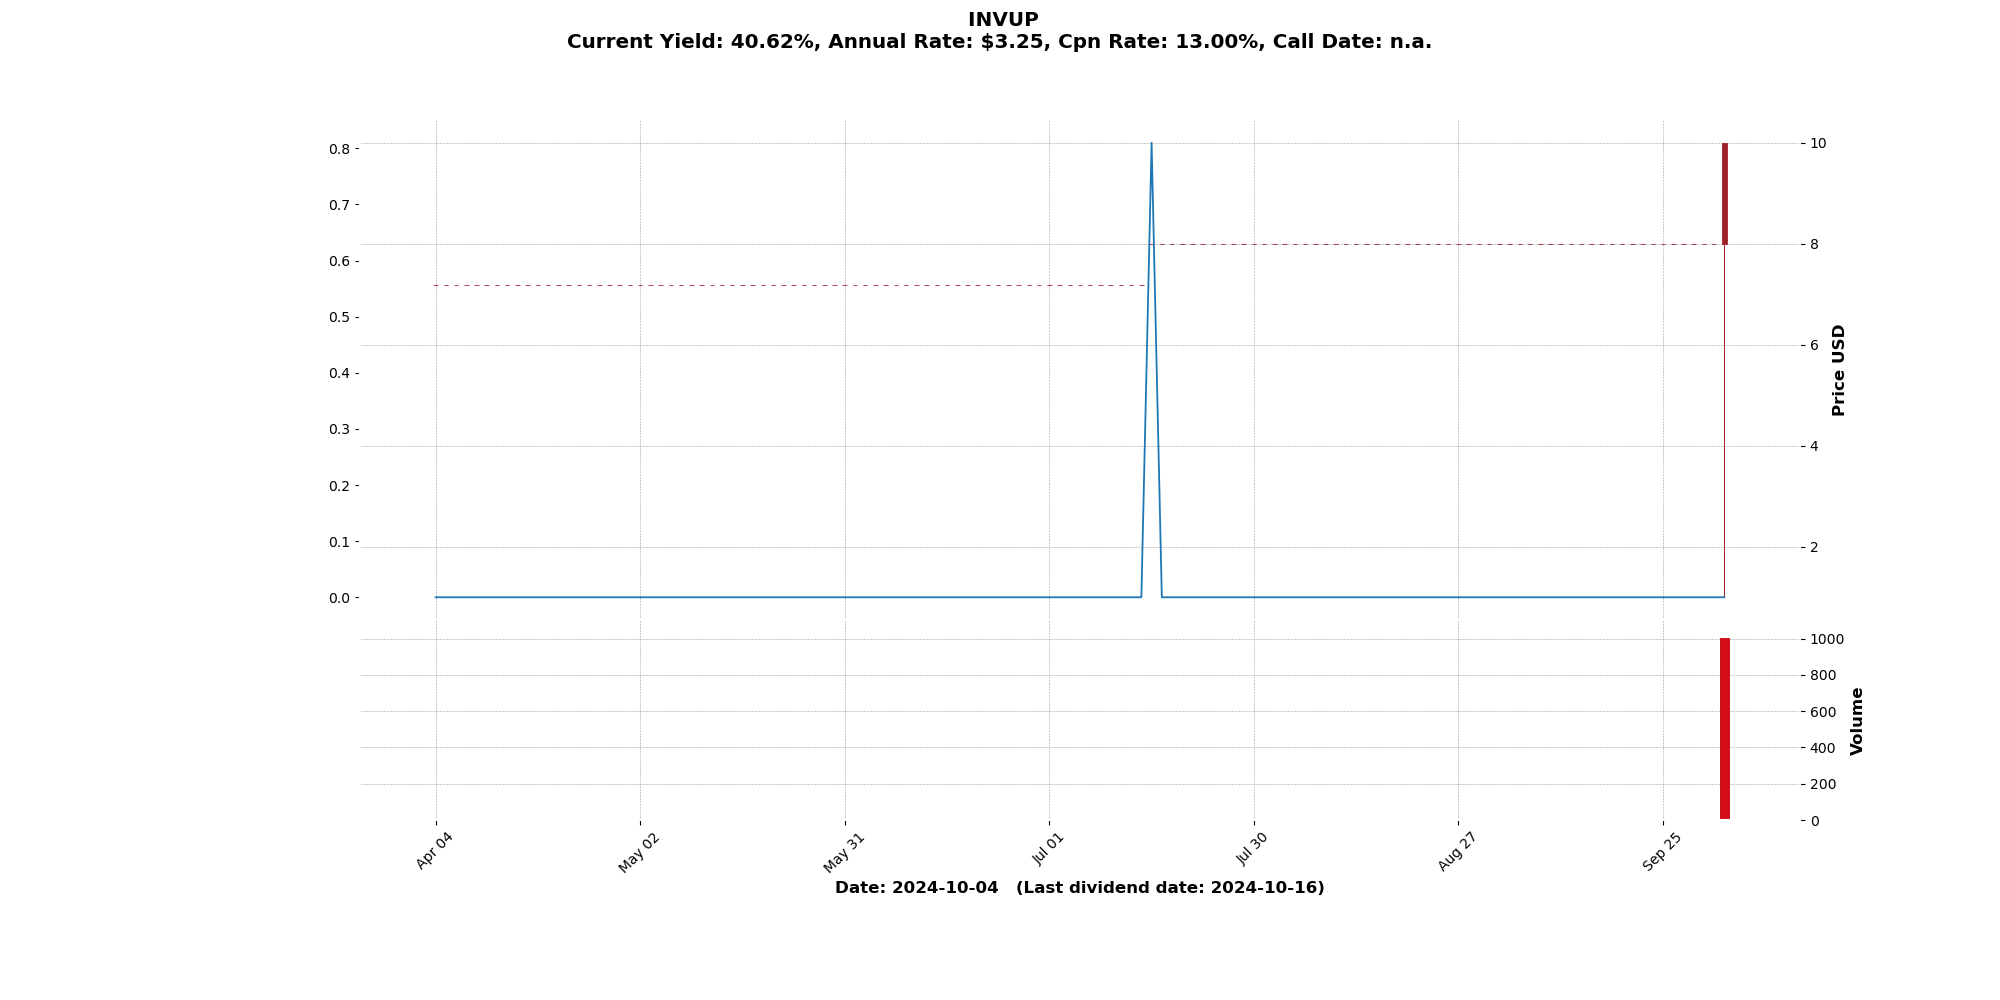 INVUP
Current Yield: 40.62%, Annual Rate: $3.25, Cpn Rate: 13.00%, Call Date: n.a.
0.8
0.7
0.6
0.5
0.4
0.3
0.2
0.1
0.0
10
8
6
4
2
Price USD
1000
800
600
400
200
0
Volume
Apr 04
May 02
May 31
Jul 01
Jul 30
Aug 27
Sep 25
Date: 2024-10-04   (Last dividend date: 2024-10-16)